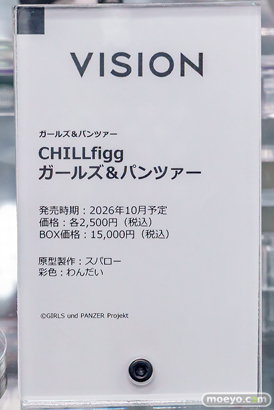 VISION
ガールズ&パンツァー
CHILLfigg
ガールズ&パンツァー
発売時期：2026年10月予定
価格：各2,500円（税込）
BOX価格：15,000円（税込）
原型製作：スパロー
彩色：わんだい
©GIRLS und PANZER Projekt
moeyo.com